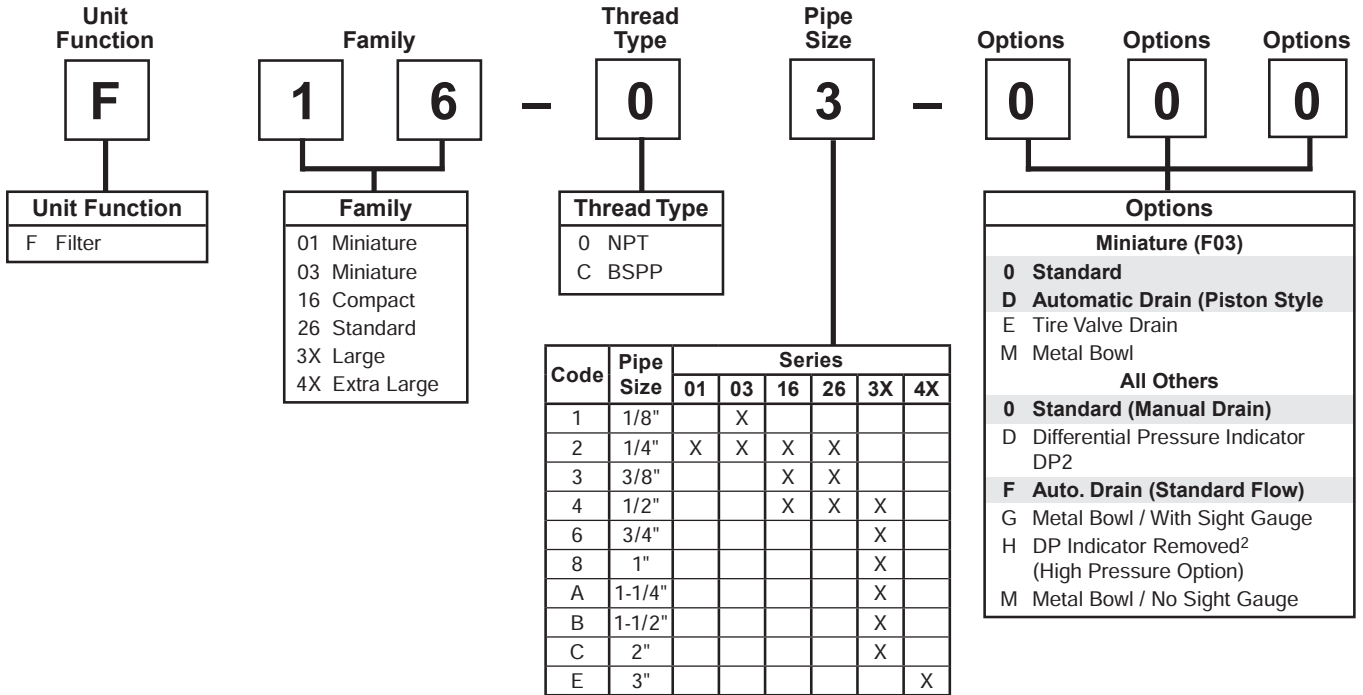 Unit Function
Family
Thread Type
Pipe Size
Options
Options
Options
F 1 6 – 0 3 – 0 0 0
Unit Function
F Filter
Family
01 Miniature
03 Miniature
16 Compact
26 Standard
3X Large
4X Extra Large
Thread Type
0 NPT
C BSPP
Code Pipe Size Series
01 03 16 26 3X 4X
1 1/8" X
2 1/4" X X X X
3 3/8" X X
4 1/2" X X X
6 3/4" X
8 1" X
A 1-1/4" X
B 1-1/2" X
C 2" X
E 3" X
Options
Miniature (F03)
0 Standard
D Automatic Drain (Piston Style
E Tire Valve Drain
M Metal Bowl
All Others
0 Standard (Manual Drain)
D Differential Pressure Indicator
DP2
F Auto. Drain (Standard Flow)
G Metal Bowl / With Sight Gauge
H DP Indicator Removed2
(High Pressure Option)
M Metal Bowl / No Sight Gauge